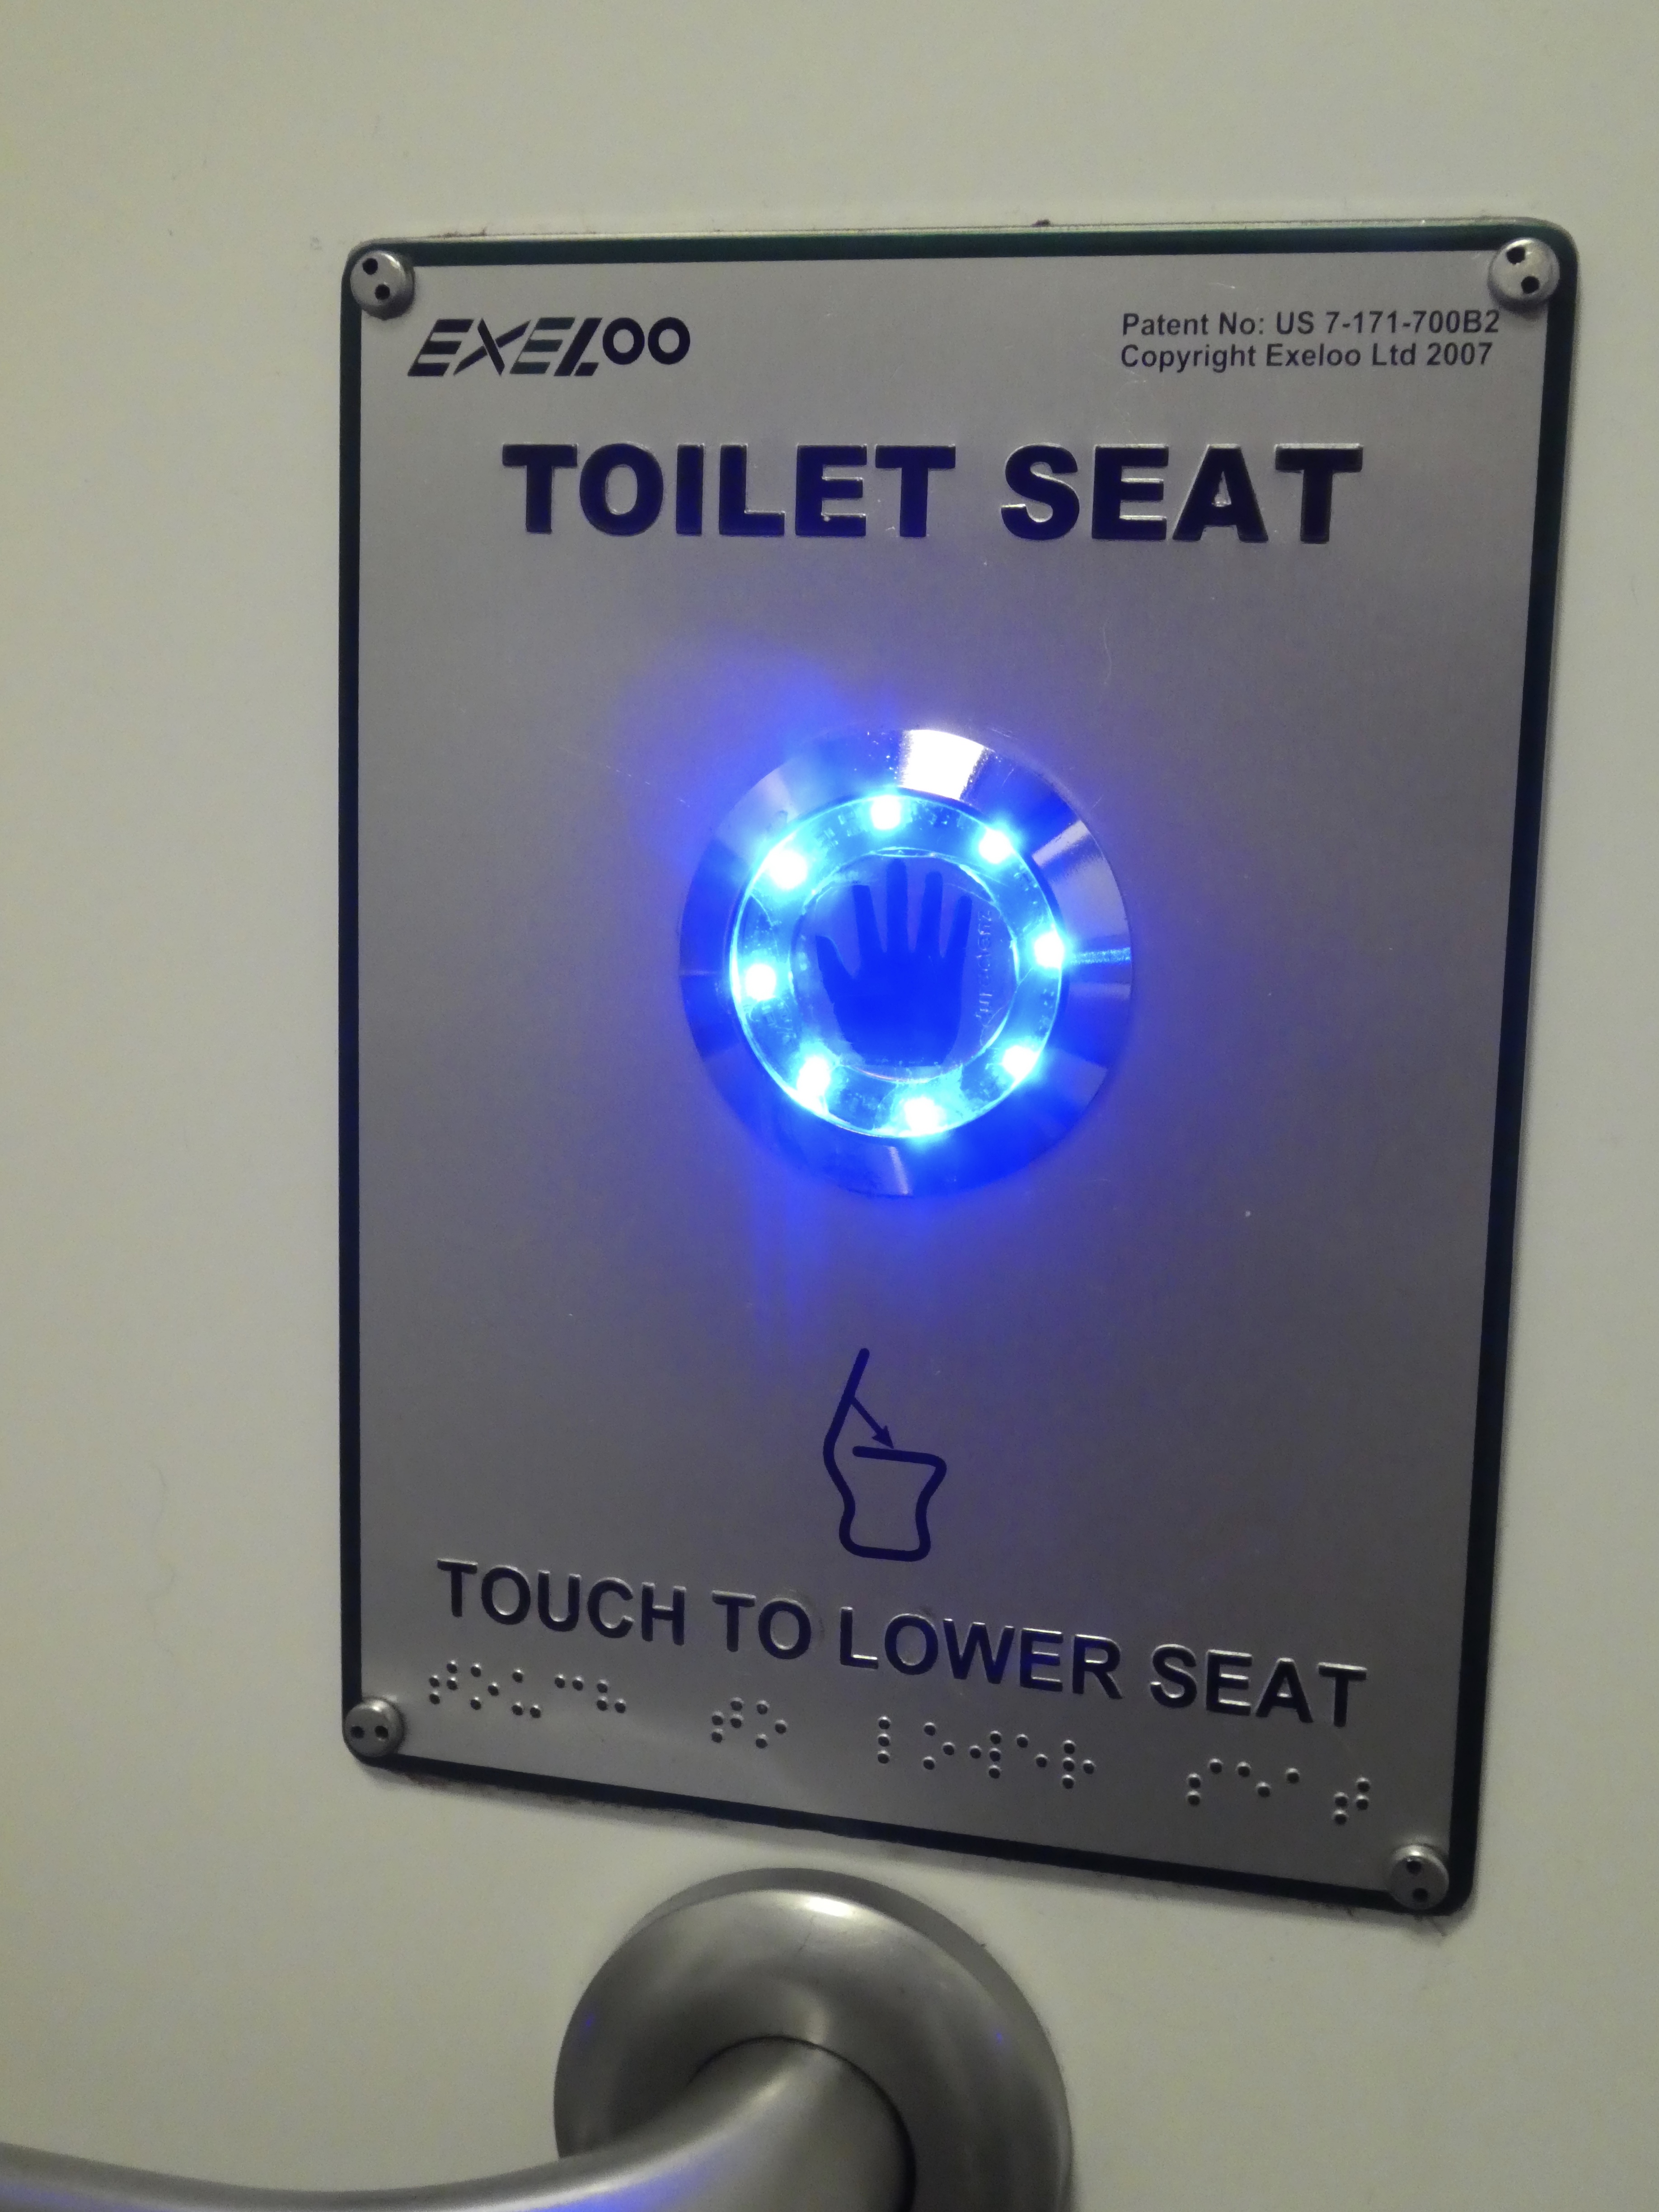 EXELOO
Patent No: US 7-171-700B2
Copyright Exeloo Ltd 2007
TOILET SEAT
TOUCH TO LOWER SEAT
⠞⠕⠥⠉⠓ ⠞⠕ ⠇⠕⠺⠑⠗ ⠎⠑⠁⠞